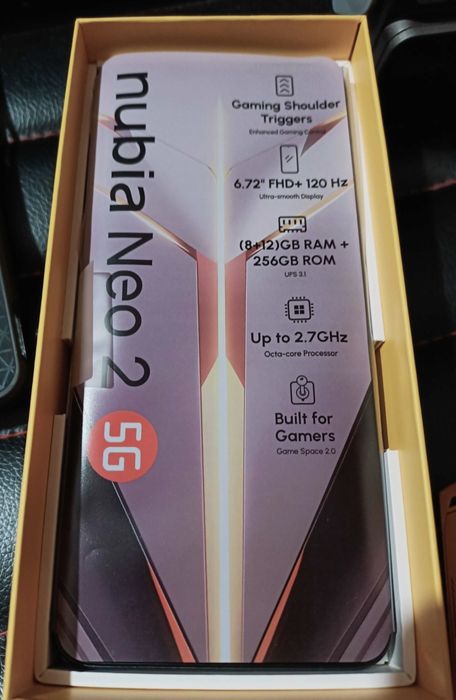 nubia Neo 2
5G
Gaming Shoulder
Triggers
Enhanced Gaming Control
6.72" FHD+ 120 Hz
Ultra-smooth Display
(8+12)GB RAM +
256GB ROM
UFS 3.1
Up to 2.7GHz
Octa-core Processor
Built for
Gamers
Game Space 2.0